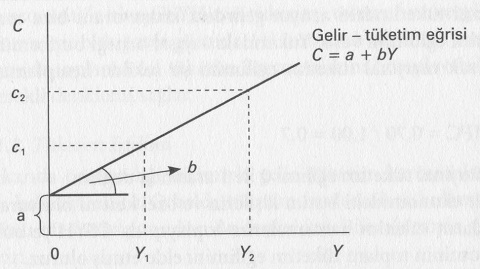 C
Gelir – tüketim eğrisi
C = a + bY
c₂
c₁
b
a
0 Y₁ Y₂ Y